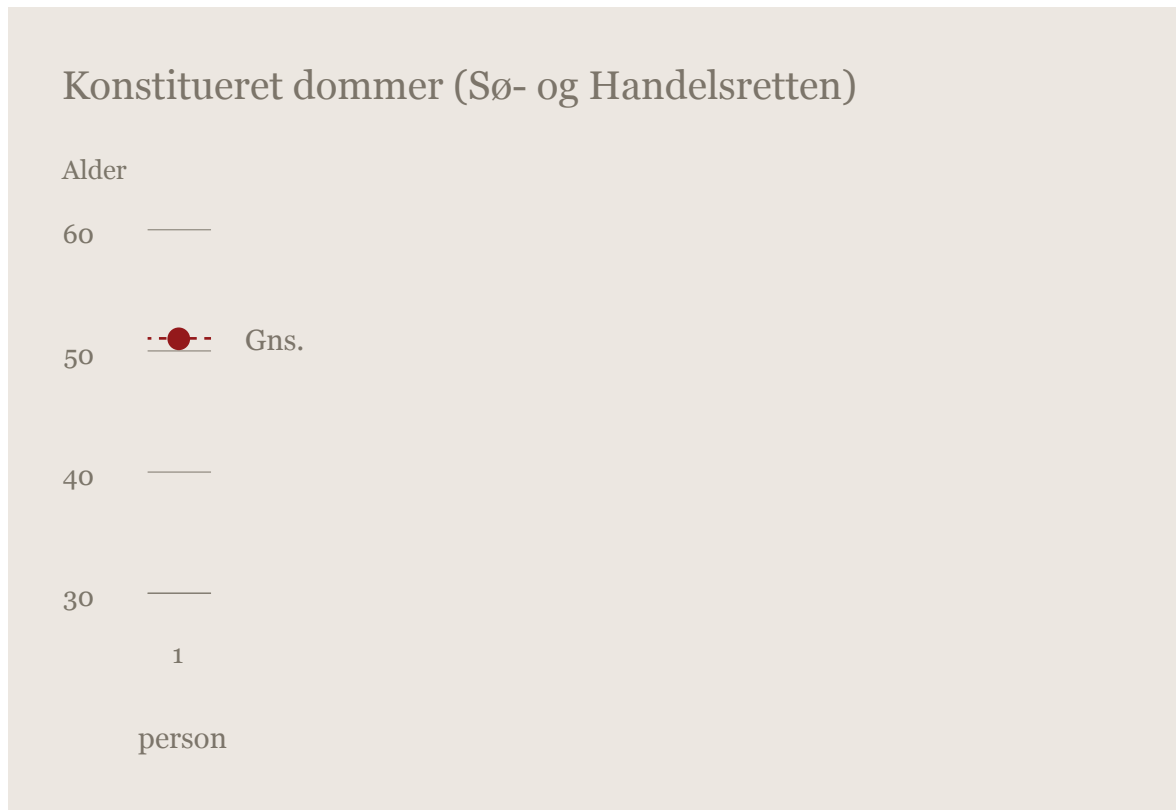 Konstitueret dommer (Sø- og Handelsretten)
Alder
60
Gns.
50
40
30
1
person